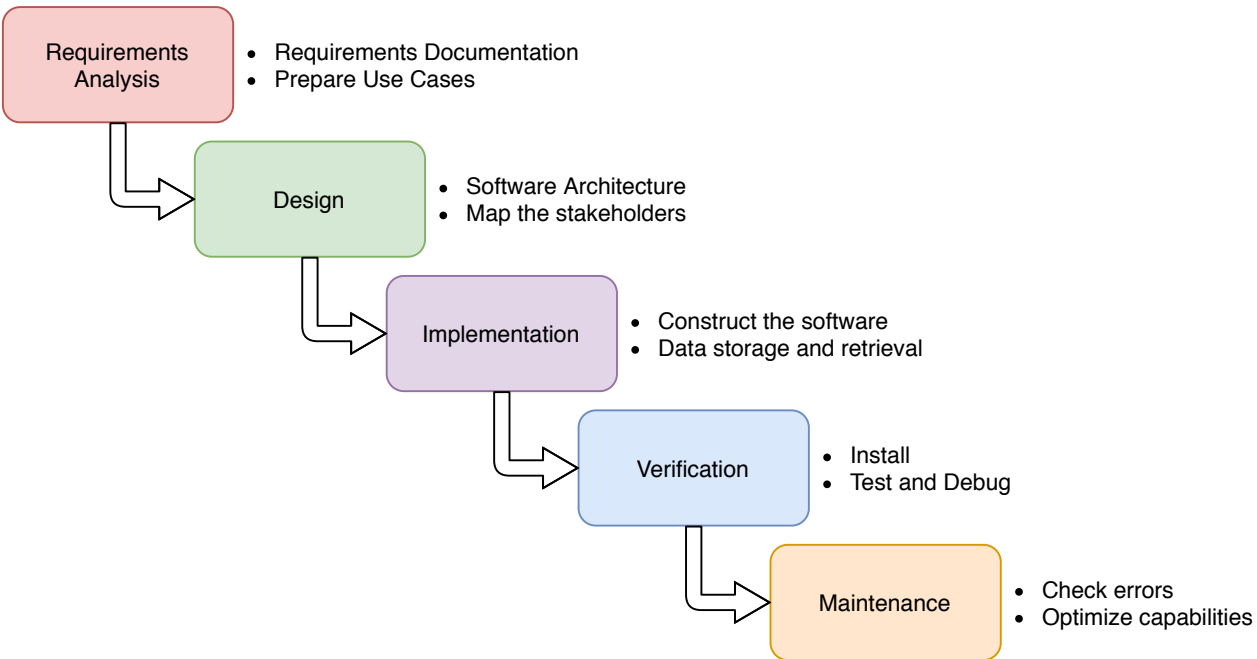 Requirements
Analysis
• Requirements Documentation
• Prepare Use Cases
Design
• Software Architecture
• Map the stakeholders
Implementation
• Construct the software
• Data storage and retrieval
Verification
• Install
• Test and Debug
Maintenance
• Check errors
• Optimize capabilities